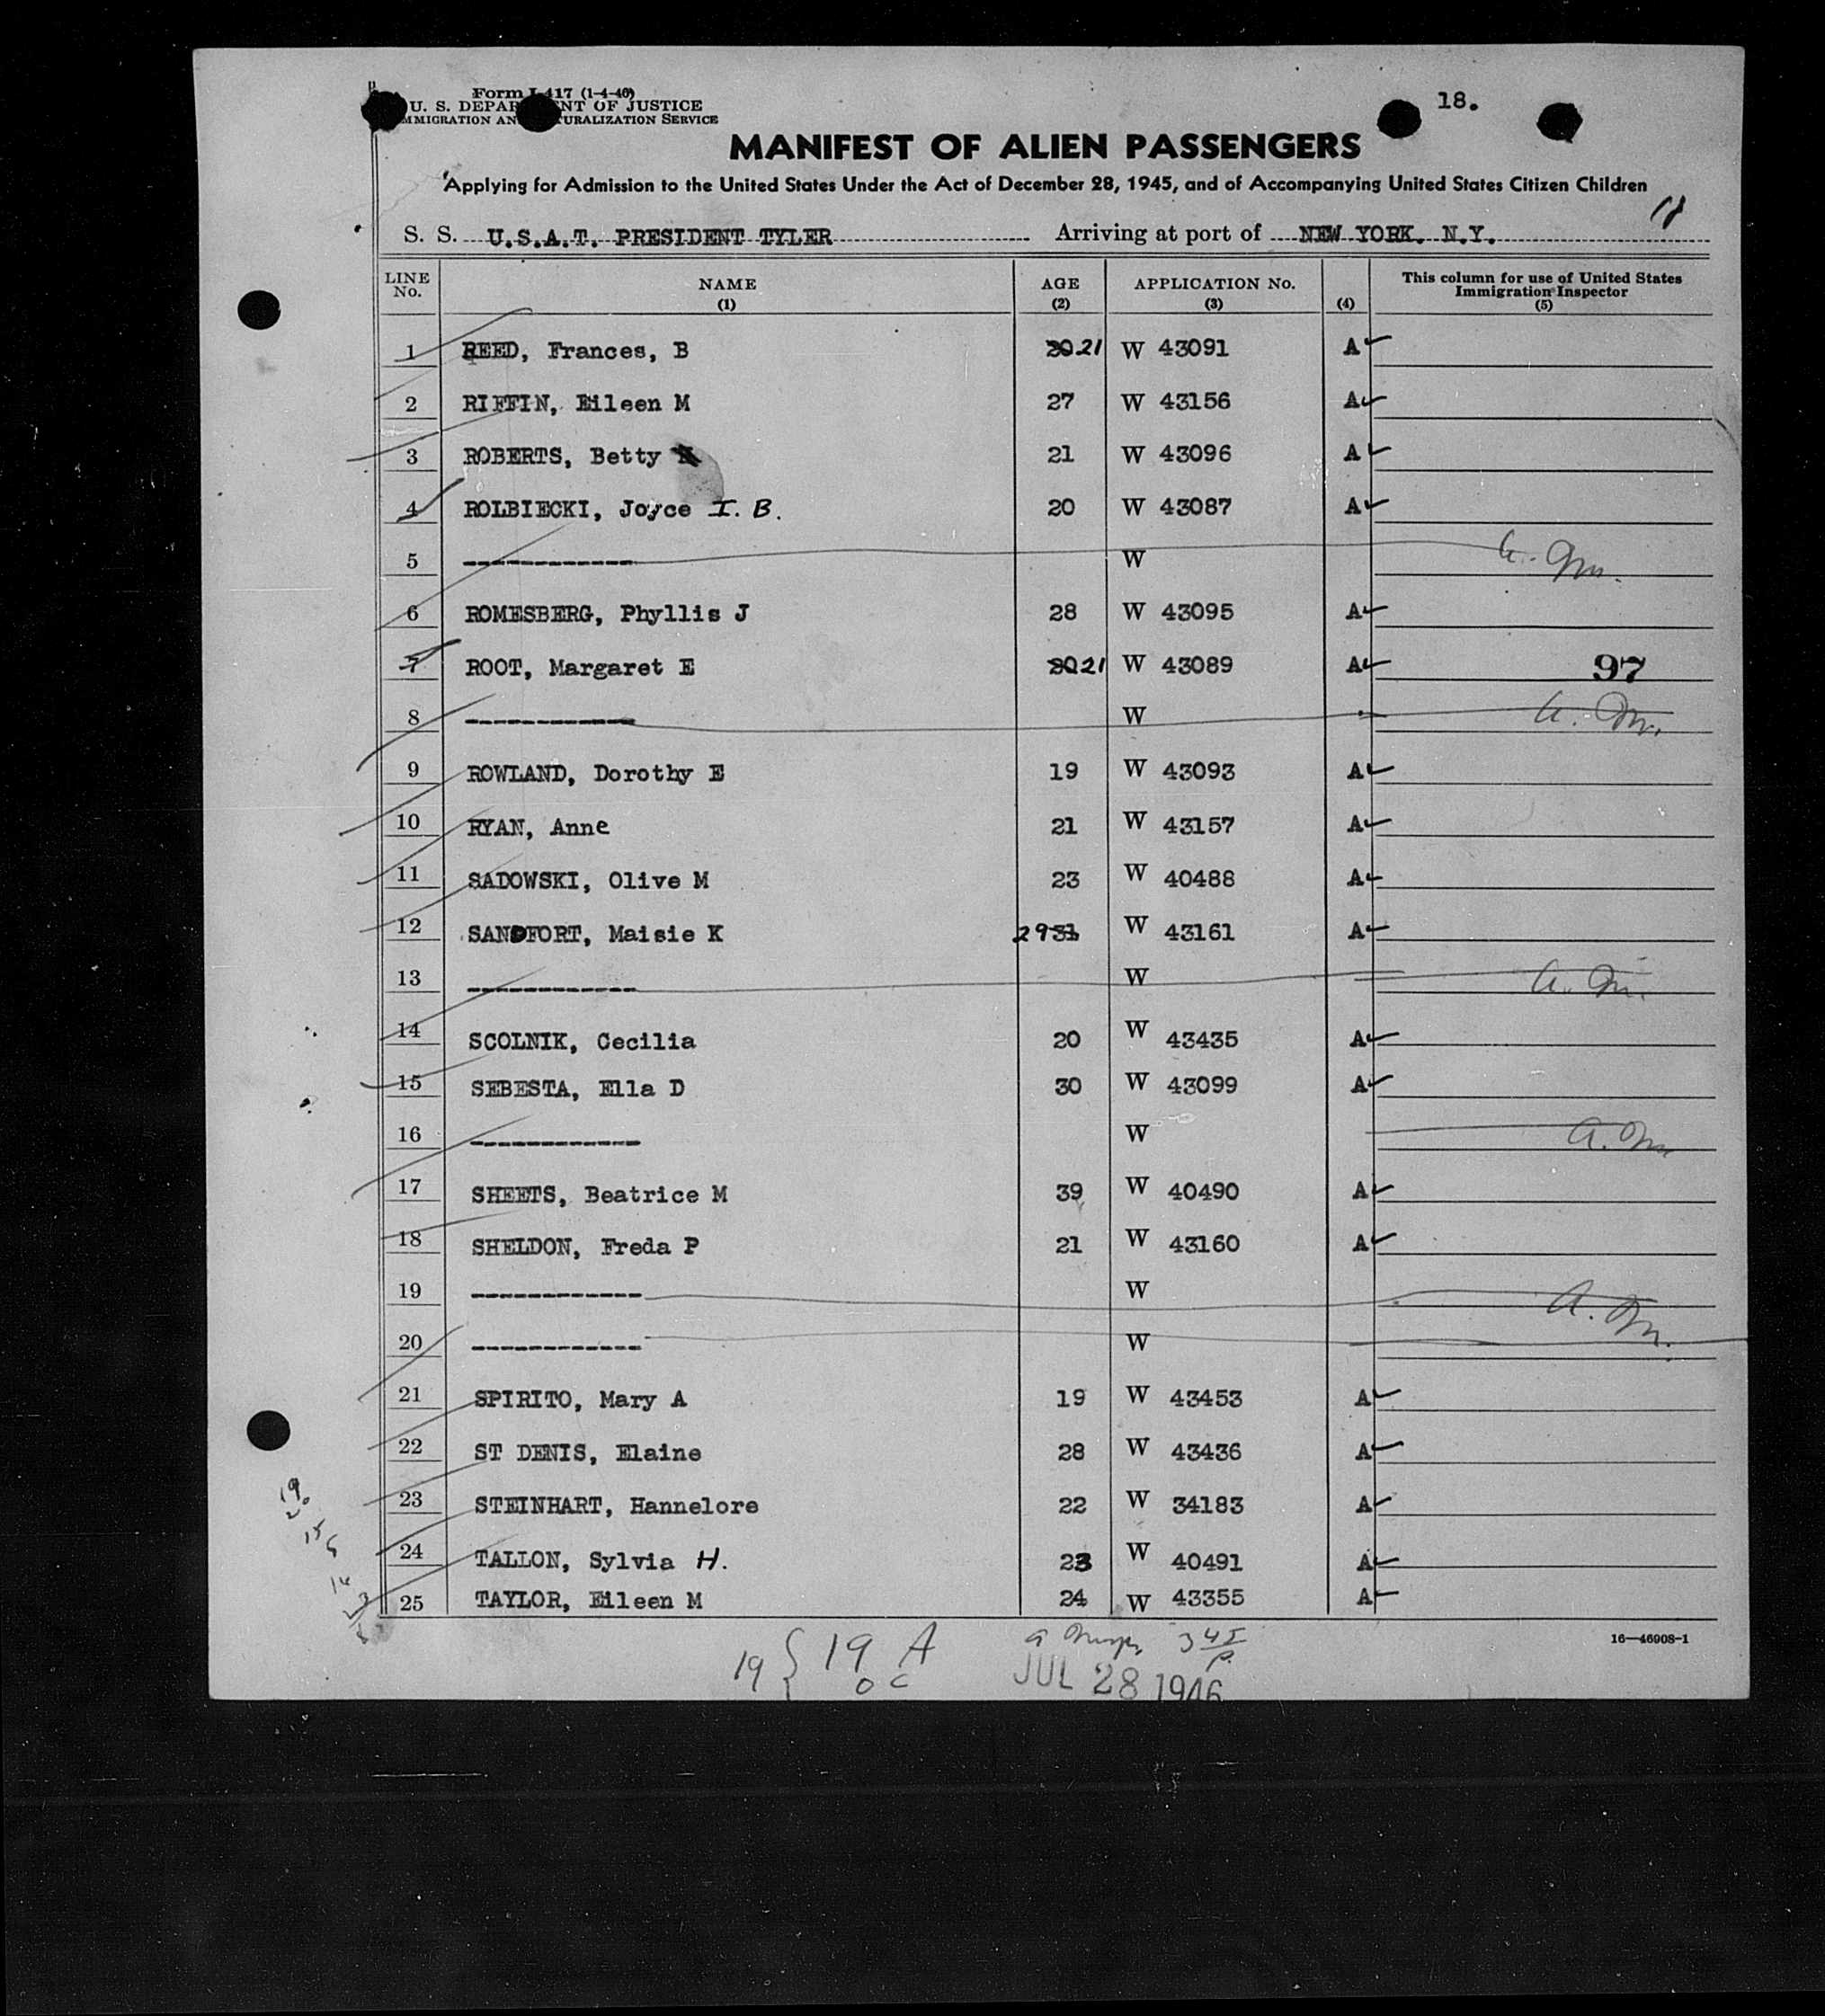 Form I-417 (1-4-46)
U. S. DEPARTMENT OF JUSTICE
IMMIGRATION AND NATURALIZATION SERVICE
18.
MANIFEST OF ALIEN PASSENGERS
Applying for Admission to the United States Under the Act of December 28, 1945, and of Accompanying United States Citizen Children
18
S. S. U.S.A.T. PRESIDENT TYLER Arriving at port of NEW YORK, N.Y.
LINE No. NAME (1) AGE (2) APPLICATION No. (3) (4) This column for use of United States Immigration Inspector (5)
1 REED, Frances, B 30 21 W 43091 A
2 RIFFIN, Eileen M 27 W 43156 A
3 ROBERTS, Betty 21 W 43096 A
4 ROLBIECKI, Joyce I. B. 20 W 43087 A
5 ------------- W
6 ROMESBERG, Phyllis J 28 W 43095 A
7 ROOT, Margaret E 30 21 W 43089 A 97
8 ------------- W a. M.
9 ROWLAND, Dorothy E 19 W 43093 A
10 RYAN, Anne 21 W 43157 A
11 SADOWSKI, Olive M 23 W 40488 A
12 SANDFORT, Maisie K 29 31 W 43161 A
13 ------------- W a. M.
14 SCOLNIK, Cecilia 20 W 43435 A
15 SEBESTA, Ella D 30 W 43099 A
16 ------------- W a. M.
17 SHEETS, Beatrice M 39 W 40490 A
18 SHELDON, Freda P 21 W 43160 A
19 ------------- W a. M.
20 ------------- W
21 SPIRITO, Mary A 19 W 43453 A
22 ST DENIS, Elaine 28 W 43436 A
23 STEINHART, Hannelore 22 W 34183 A
24 TALLON, Sylvia H. 23 W 40491 A
25 TAYLOR, Eileen M 24 W 43355 A
16—46908-1
19 { 19 A
0 C
JUL 28 1946